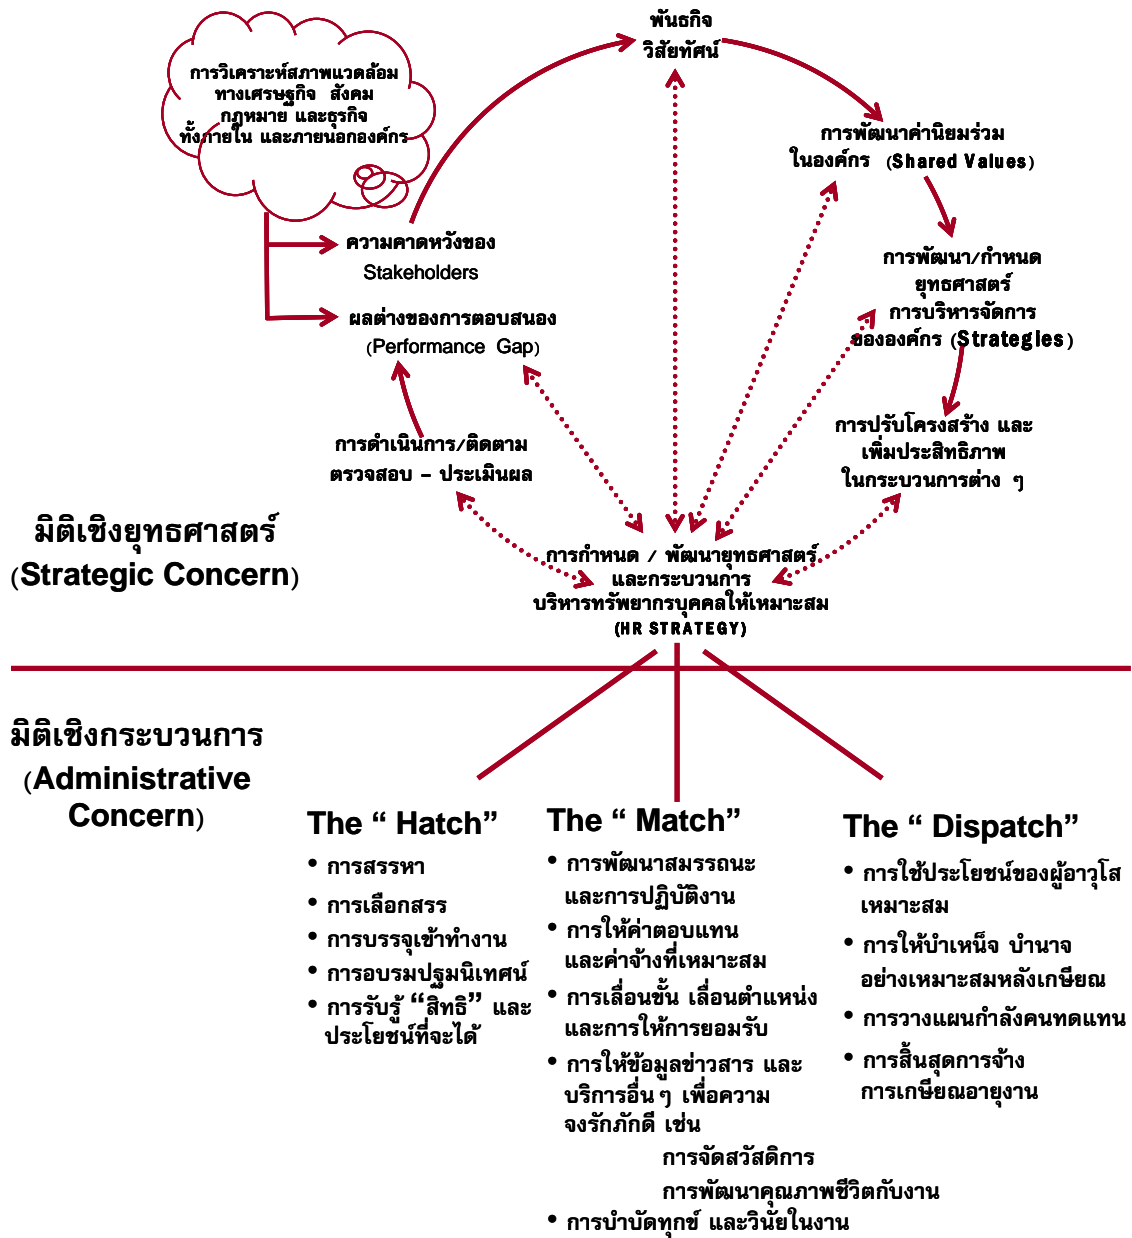 การวิเคราะห์สภาพแวดล้อม
ทางเศรษฐกิจ สังคม
กฎหมาย และธุรกิจ
ทั้งภายใน และภายนอกองค์กร
พันธกิจ
วิสัยทัศน์
การพัฒนาค่านิยมร่วม
ในองค์กร (Shared Values)
ความคาดหวังของ
Stakeholders
การพัฒนา/กำหนด
ยุทธศาสตร์
การบริหารจัดการ
ขององค์กร (Strategies)
ผลต่างของการตอบสนอง
(Performance Gap)
การปรับโครงสร้าง และ
เพิ่มประสิทธิภาพ
ในกระบวนการต่าง ๆ
การดำเนินการ/ติดตาม
ตรวจสอบ – ประเมินผล
มิติเชิงยุทธศาสตร์
(Strategic Concern)
การกำหนด / พัฒนายุทธศาสตร์
และกระบวนการ
บริหารทรัพยากรบุคคลให้เหมาะสม
(HR STRATEGY)
มิติเชิงกระบวนการ
(Administrative
Concern)
The “ Hatch”
• การสรรหา
• การเลือกสรร
• การบรรจุเข้าทำงาน
• การอบรมปฐมนิเทศน์
• การรับรู้ “สิทธิ” และ
ประโยชน์ที่จะได้
The “ Match”
• การพัฒนาสมรรถนะ
และการปฏิบัติงาน
• การให้ค่าตอบแทน
และค่าจ้างที่เหมาะสม
• การเลื่อนขั้น เลื่อนตำแหน่ง
และการให้การยอมรับ
• การให้ข้อมูลข่าวสาร และ
บริการอื่น ๆ เพื่อความ
จงรักภักดี เช่น
การจัดสวัสดิการ
การพัฒนาคุณภาพชีวิตกับงาน
• การบำบัดทุกข์ และวินัยในงาน
The “ Dispatch”
• การใช้ประโยชน์ของผู้อาวุโส
เหมาะสม
• การให้บำเหน็จ บำนาจ
อย่างเหมาะสมหลังเกษียณ
• การวางแผนกำลังคนทดแทน
• การสิ้นสุดการจ้าง
การเกษียณอายุงาน